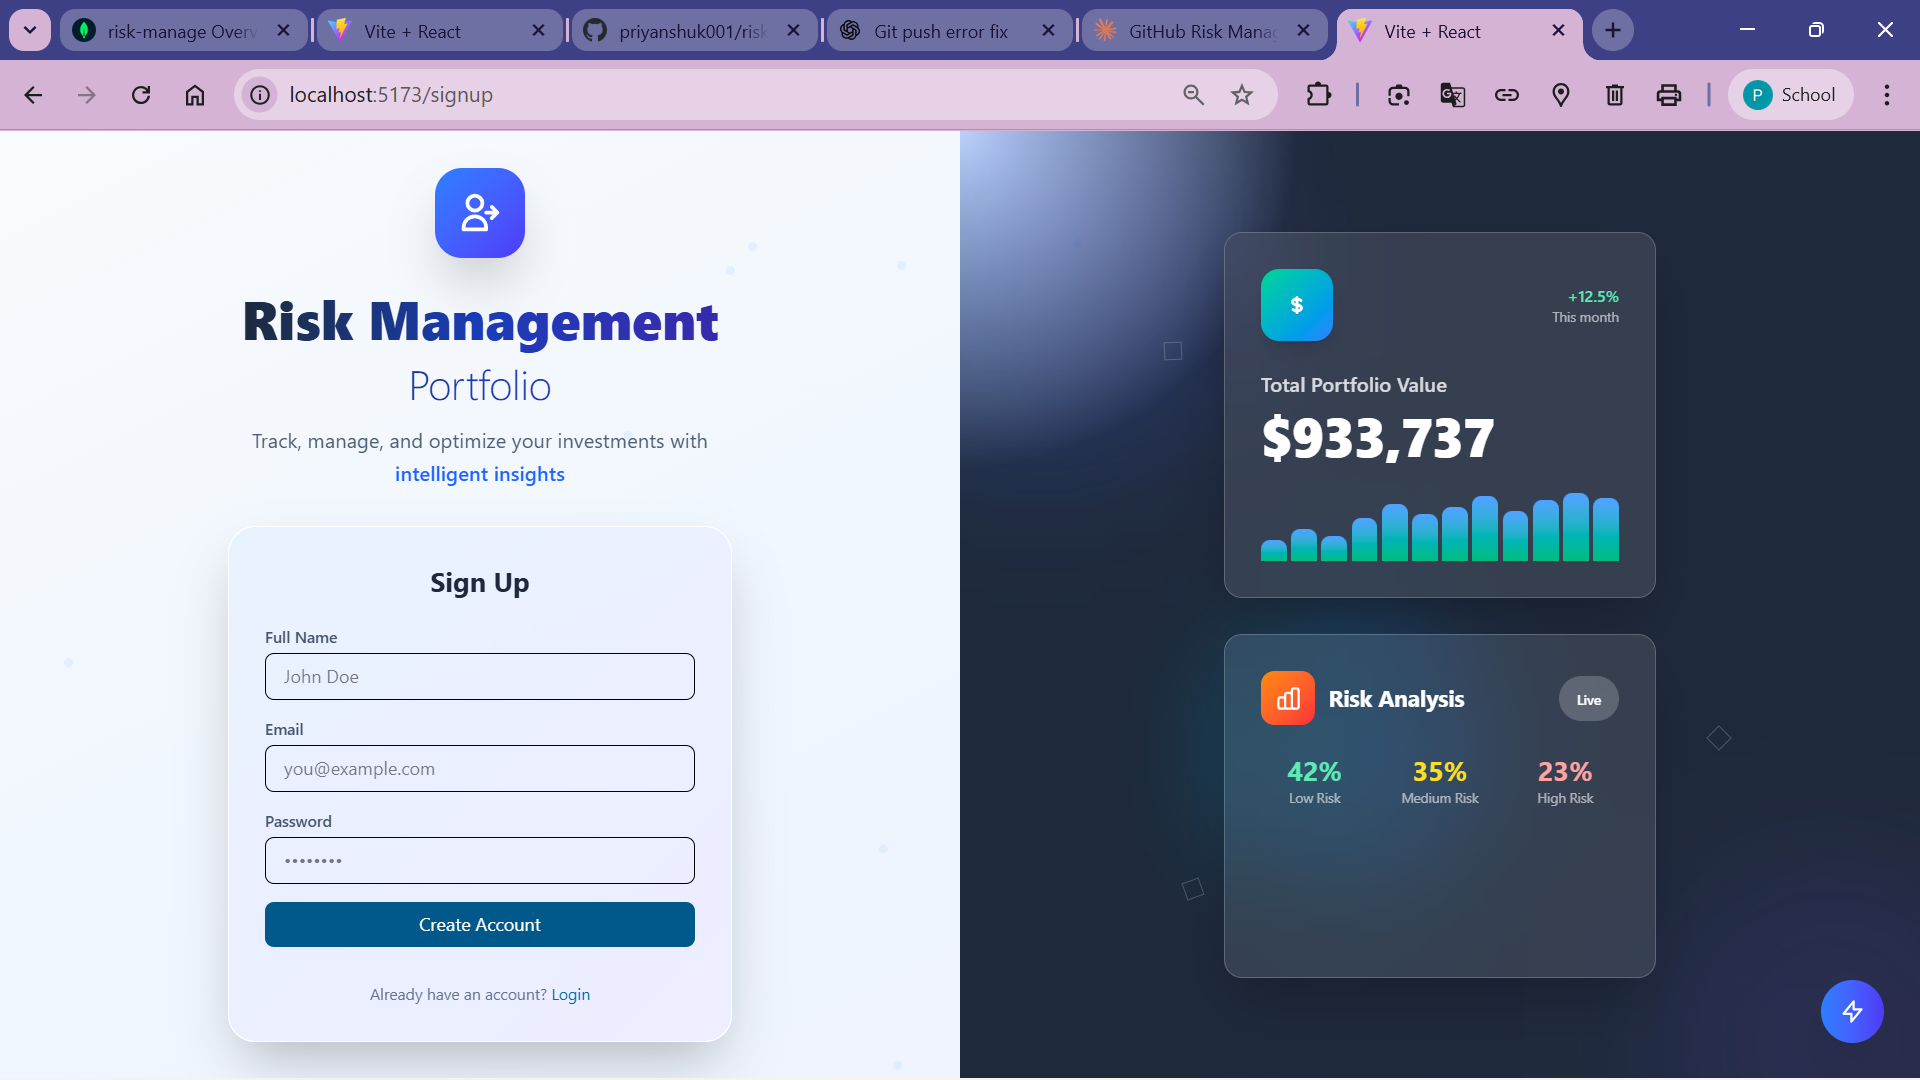 risk-manage Overv
Vite + React
priyanshuk001/risk
Git push error fix
GitHub Risk Manag
Vite + React
localhost:5173/signup
P
School
Risk Management
Portfolio
Track, manage, and optimize your investments with
intelligent insights
Sign Up
Full Name
John Doe
Email
you@example.com
Password
••••••••
Create Account
Already have an account? Login
$
+12.5%
This month
Total Portfolio Value
$933,737
Risk Analysis
Live
42%
35%
23%
Low Risk
Medium Risk
High Risk